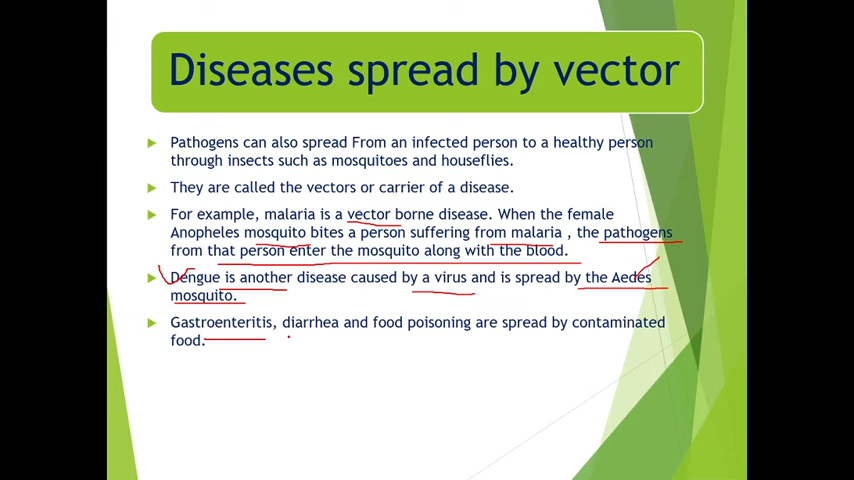 Diseases spread by vector
Pathogens can also spread From an infected person to a healthy person
through insects such as mosquitoes and houseflies.
They are called the vectors or carrier of a disease.
For example, malaria is a vector borne disease. When the female
Anopheles mosquito bites a person suffering from malaria , the pathogens
from that person enter the mosquito along with the blood.
Dengue is another disease caused by a virus and is spread by the Aedes
mosquito.
Gastroenteritis, diarrhea and food poisoning are spread by contaminated
food.